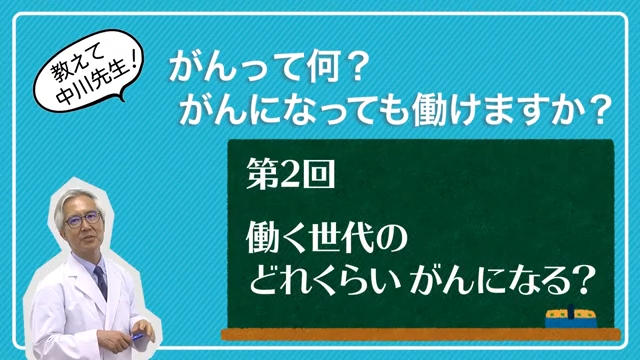 教えて
中川先生！
がんって何？
がんになっても働けますか？
第2回
働く世代の
どれくらい がんになる？